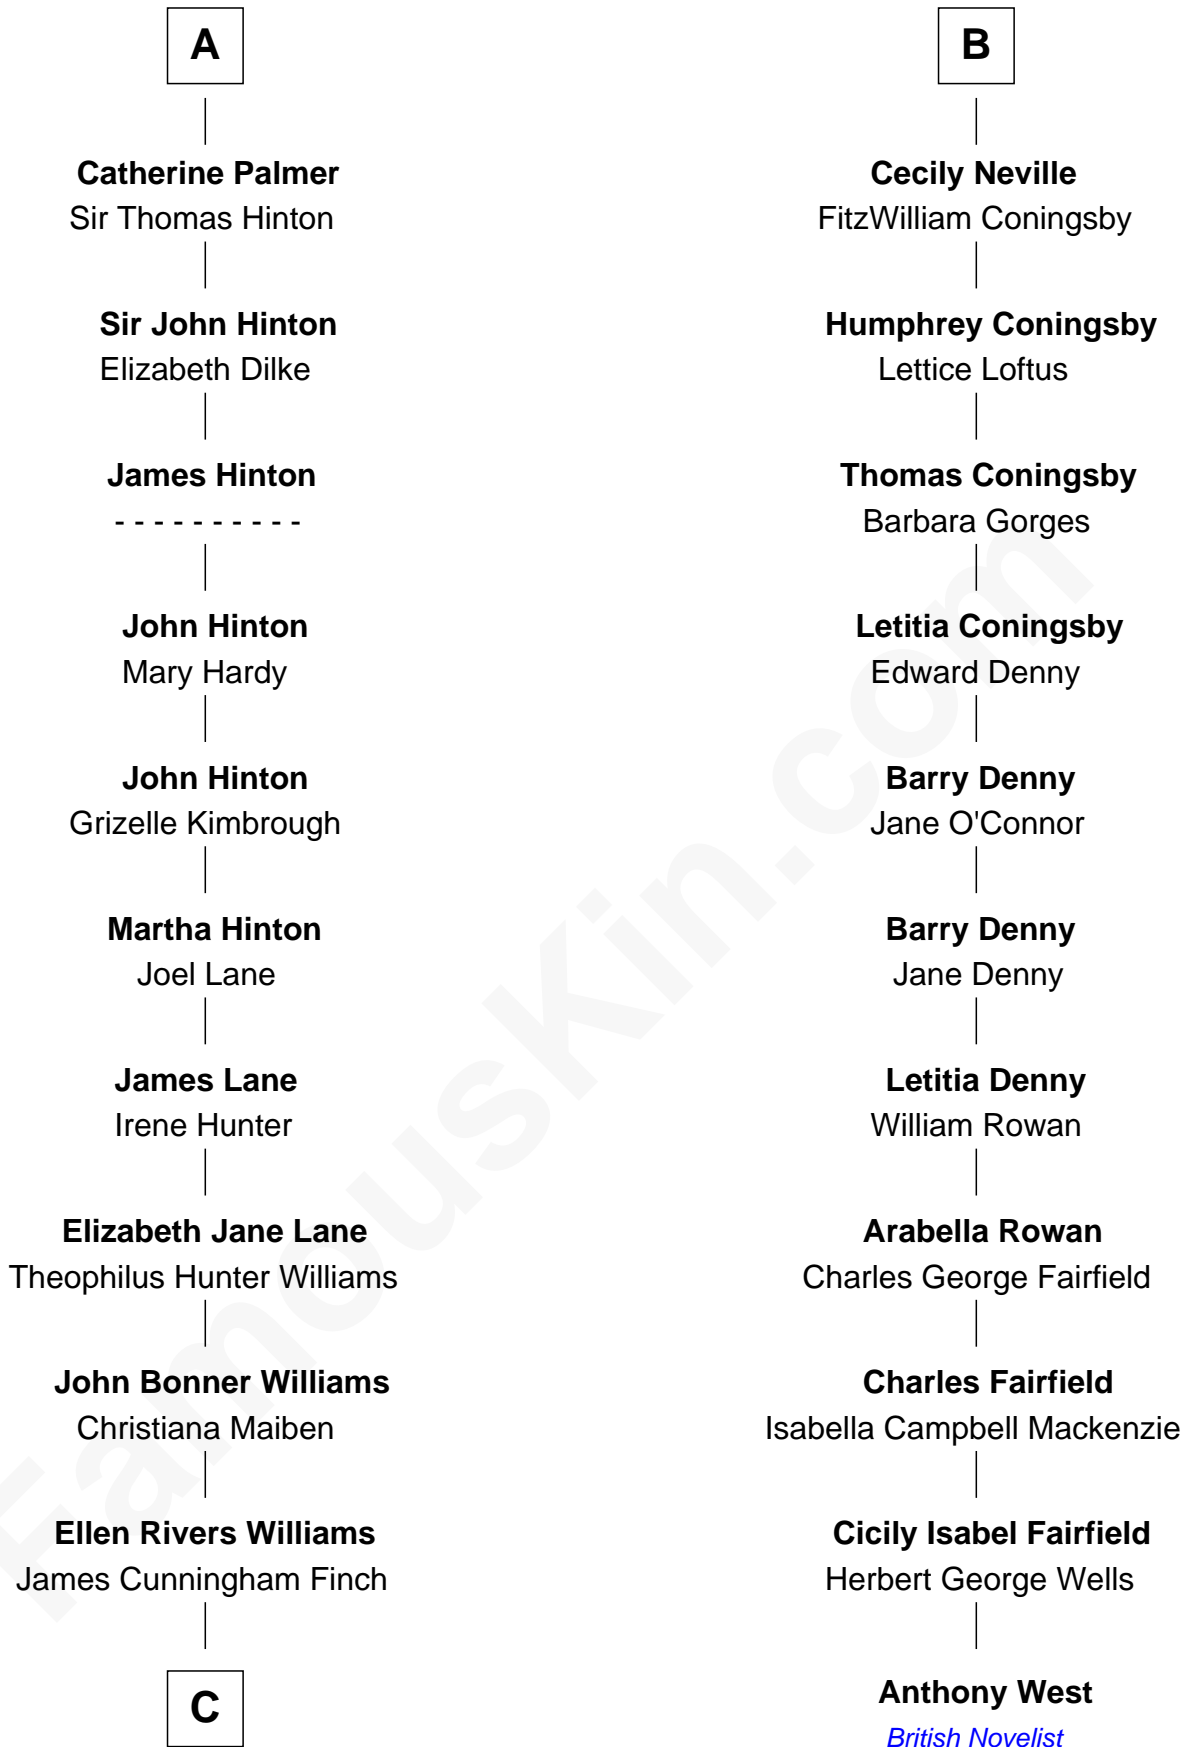 A
Catherine Palmer
Sir Thomas Hinton
Sir John Hinton
Elizabeth Dilke
James Hinton
- - - - - - - - - -
John Hinton
Mary Hardy
John Hinton
Grizelle Kimbrough
Martha Hinton
Joel Lane
James Lane
Irene Hunter
Elizabeth Jane Lane
Theophilus Hunter Williams
John Bonner Williams
Christiana Maiben
Ellen Rivers Williams
James Cunningham Finch
C
B
Cecily Neville
FitzWilliam Coningsby
Humphrey Coningsby
Lettice Loftus
Thomas Coningsby
Barbara Gorges
Letitia Coningsby
Edward Denny
Barry Denny
Jane O'Connor
Barry Denny
Jane Denny
Letitia Denny
William Rowan
Arabella Rowan
Charles George Fairfield
Charles Fairfield
Isabella Campbell Mackenzie
Cicily Isabel Fairfield
Herbert George Wells
Anthony West
British Novelist
FamousKin.com